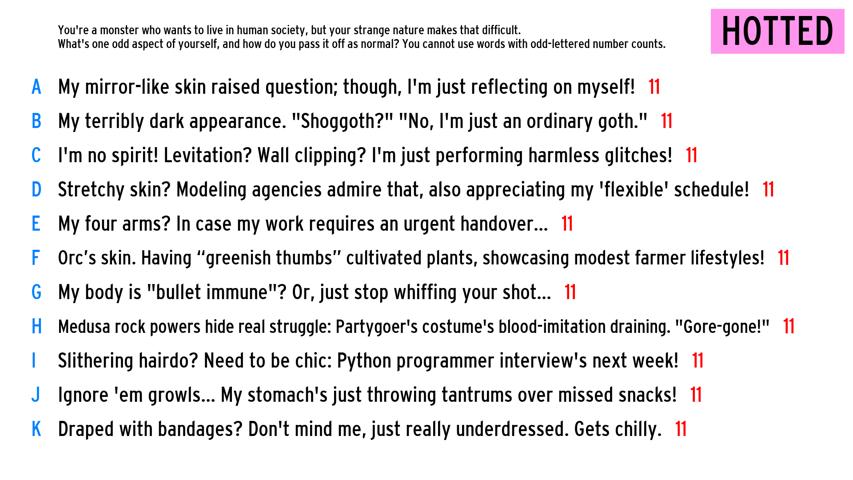 You're a monster who wants to live in human society, but your strange nature makes that difficult.
What's one odd aspect of yourself, and how do you pass it off as normal? You cannot use words with odd-lettered number counts.
HOTTED
A My mirror-like skin raised question; though, I'm just reflecting on myself! 11
B My terribly dark appearance. "Shoggoth?" "No, I'm just an ordinary goth." 11
C I'm no spirit! Levitation? Wall clipping? I'm just performing harmless glitches! 11
D Stretchy skin? Modeling agencies admire that, also appreciating my 'flexible' schedule! 11
E My four arms? In case my work requires an urgent handover... 11
F Orc’s skin. Having “greenish thumbs” cultivated plants, showcasing modest farmer lifestyles! 11
G My body is "bullet immune"? Or, just stop whiffing your shot... 11
H Medusa rock powers hide real struggle: Partygoer's costume's blood-imitation draining. "Gore-gone!" 11
I Slithering hairdo? Need to be chic: Python programmer interview's next week! 11
J Ignore 'em growls... My stomach's just throwing tantrums over missed snacks! 11
K Draped with bandages? Don't mind me, just really underdressed. Gets chilly. 11